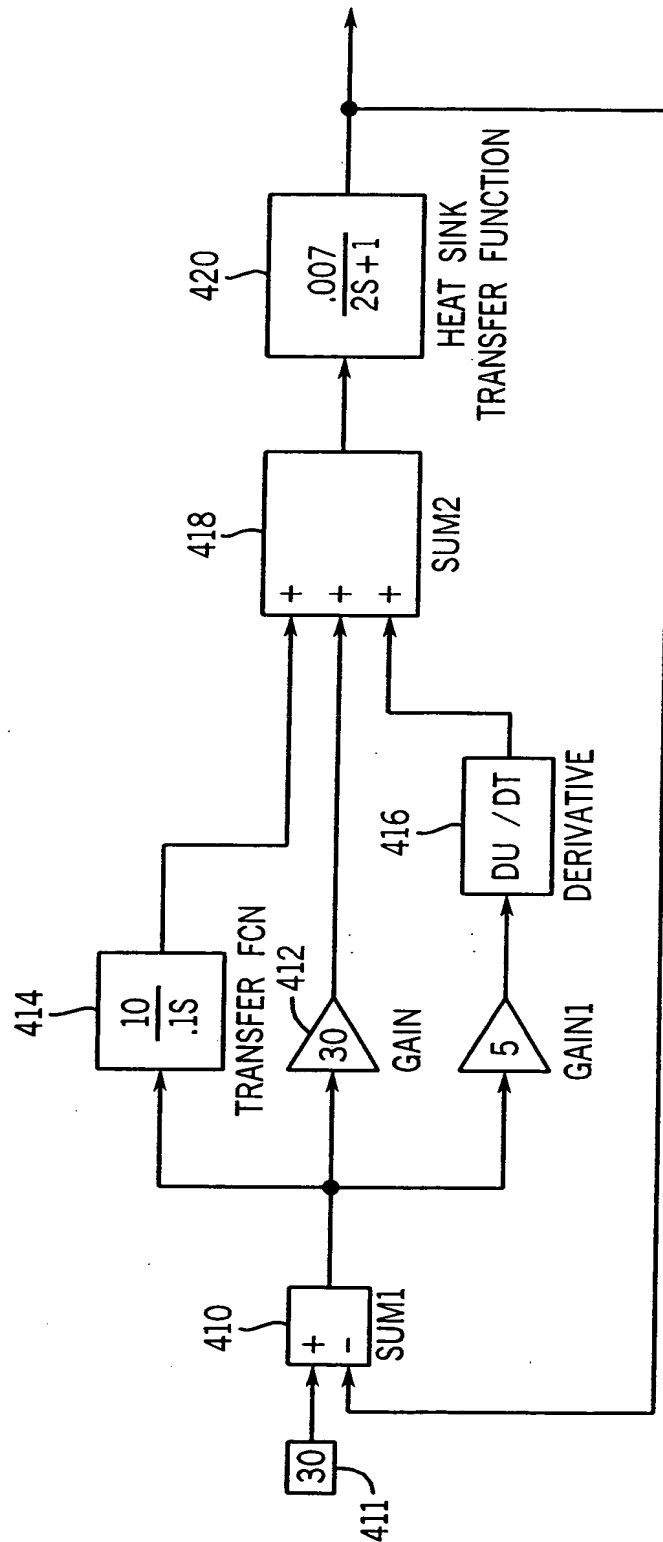 30
411
410
+
-
SUM1
414
10
.1S
TRANSFER FCN
412
30
GAIN
5
GAIN1
416
DU / DT
DERIVATIVE
418
+
+
+
SUM2
420
.007
2S+1
HEAT SINK
TRANSFER FUNCTION